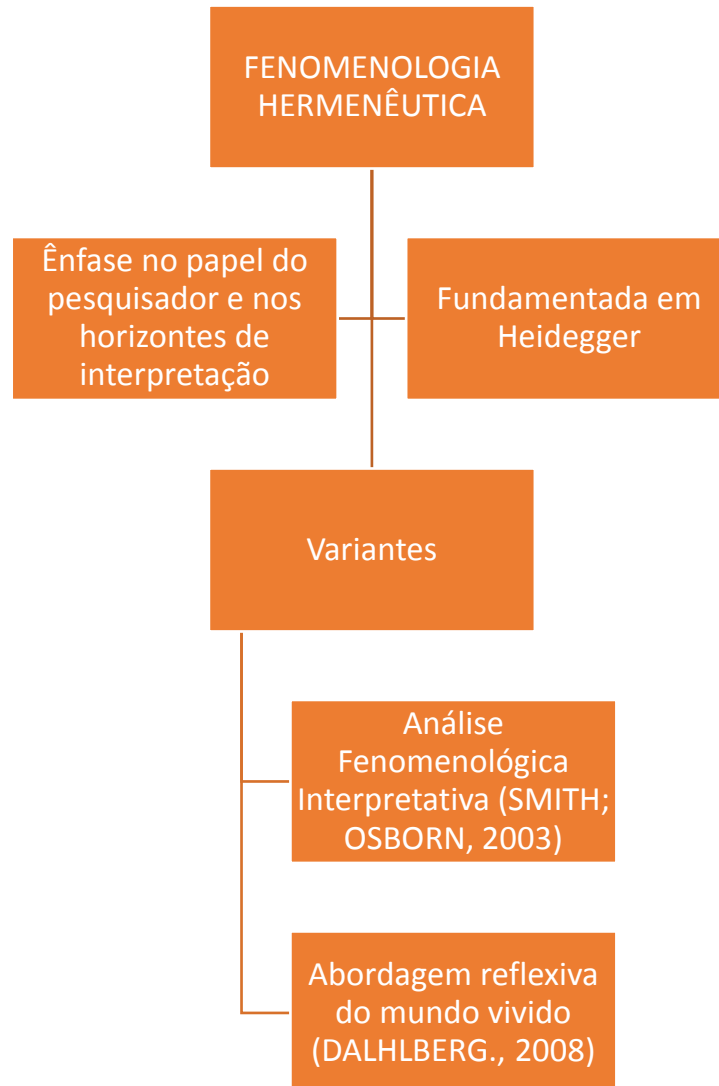 FENOMENOLOGIA
HERMENÊUTICA
Ênfase no papel do
pesquisador e nos
horizontes de
interpretação
Fundamentada em
Heidegger
Variantes
Análise
Fenomenológica
Interpretativa (SMITH;
OSBORN, 2003)
Abordagem reflexiva
do mundo vivido
(DALHLBERG., 2008)